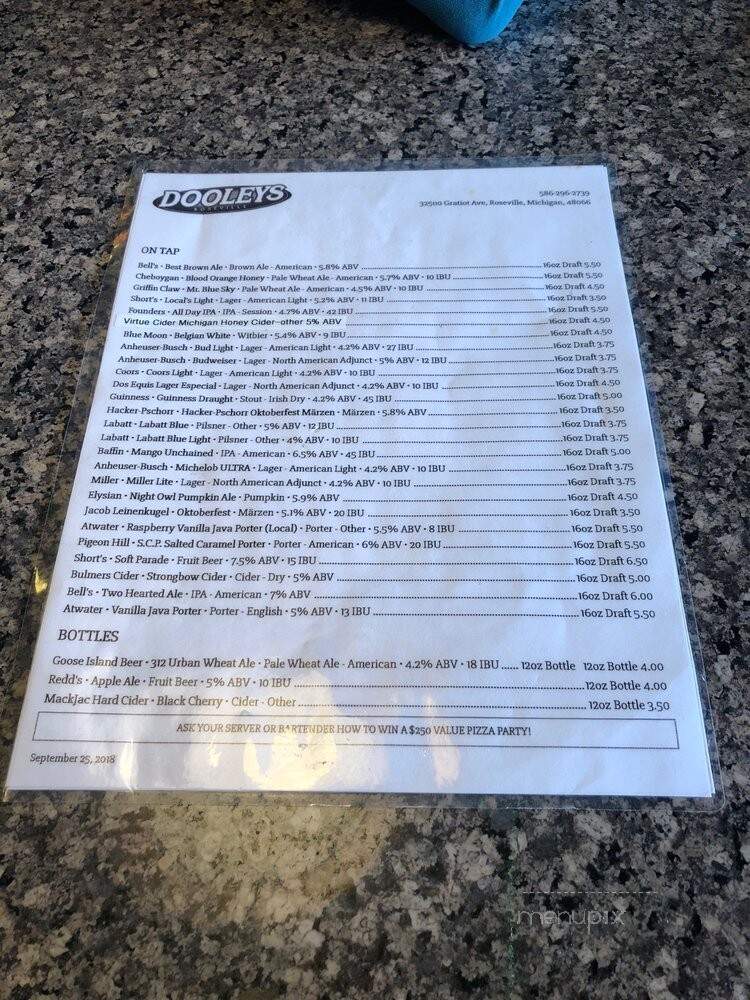 DOOLEYS
ROSEVILLE
586-296-2739
32500 Gratiot Ave, Roseville, Michigan, 48066
ON TAP
Bell's • Best Brown Ale • Brown Ale - American • 5.8% ABV ........ 16oz Draft 5.50
Cheboygan • Blood Orange Honey • Pale Wheat Ale - American • 5.7% ABV • 10 IBU ........ 16oz Draft 5.50
Griffin Claw • Mr. Blue Sky • Pale Wheat Ale - American • 4.5% ABV • 10 IBU ........ 16oz Draft 4.50
Short's • Local's Light • Lager - American Light • 5.2% ABV • 11 IBU ........ 16oz Draft 3.50
Founders • All Day IPA • IPA - Session • 4.7% ABV • 42 IBU ........ 16oz Draft 5.50
Virtue Cider Michigan Honey Cider-other 5% ABV ........ 16oz Draft 4.50
Blue Moon • Belgian White • Witbier • 5.4% ABV • 9 IBU ........ 16oz Draft 4.50
Anheuser-Busch • Bud Light • Lager - American Light • 4.2% ABV • 27 IBU ........ 16oz Draft 3.75
Anheuser-Busch • Budweiser • Lager - North American Adjunct • 5% ABV • 12 IBU ........ 16oz Draft 3.75
Coors • Coors Light • Lager - American Light • 4.2% ABV • 10 IBU ........ 16oz Draft 3.75
Dos Equis Lager Especial • Lager - North American Adjunct • 4.2% ABV • 10 IBU ........ 16oz Draft 4.50
Guinness • Guinness Draught • Stout - Irish Dry • 4.2% ABV • 45 IBU ........ 16oz Draft 5.00
Hacker-Pschorr • Hacker-Pschorr Oktoberfest Märzen • Märzen • 5.8% ABV ........ 16oz Draft 3.50
Labatt • Labatt Blue • Pilsner - Other • 5% ABV • 12 IBU ........ 16oz Draft 3.75
Labatt • Labatt Blue Light • Pilsner - Other • 4% ABV • 10 IBU ........ 16oz Draft 3.75
Baffin • Mango Unchained • IPA - American • 6.5% ABV • 45 IBU ........ 16oz Draft 5.00
Anheuser-Busch • Michelob ULTRA • Lager - American Light • 4.2% ABV • 10 IBU ........ 16oz Draft 3.75
Miller • Miller Lite • Lager - North American Adjunct • 4.2% ABV • 10 IBU ........ 16oz Draft 3.75
Elysian • Night Owl Pumpkin Ale • Pumpkin • 5.9% ABV ........ 16oz Draft 4.50
Jacob Leinenkugel • Oktoberfest • Märzen • 5.1% ABV • 20 IBU ........ 16oz Draft 3.50
Atwater • Raspberry Vanilla Java Porter (Local) • Porter - Other • 5.5% ABV • 8 IBU ........ 16oz Draft 5.50
Pigeon Hill • S.C.P. Salted Caramel Porter • Porter - American • 6% ABV • 20 IBU ........ 16oz Draft 5.50
Short's • Soft Parade • Fruit Beer • 7.5% ABV • 15 IBU ........ 16oz Draft 6.50
Bulmers Cider • Strongbow Cider • Cider - Dry • 5% ABV ........ 16oz Draft 5.00
Bell's • Two Hearted Ale • IPA - American • 7% ABV ........ 16oz Draft 6.00
Atwater • Vanilla Java Porter • Porter - English • 5% ABV • 13 IBU ........ 16oz Draft 5.50
BOTTLES
Goose Island Beer • 312 Urban Wheat Ale • Pale Wheat Ale - American • 4.2% ABV • 18 IBU ...... 12oz Bottle 12oz Bottle 4.00
Redd's • Apple Ale • Fruit Beer • 5% ABV • 10 IBU ........ 12oz Bottle 4.00
MackJac Hard Cider • Black Cherry • Cider - Other ........ 12oz Bottle 3.50
ASK YOUR SERVER OR BARTENDER HOW TO WIN A $250 VALUE PIZZA PARTY!
September 25, 2018
menupix